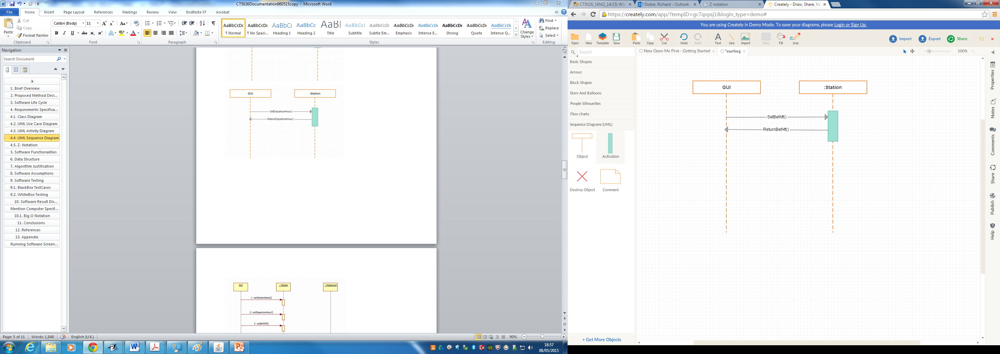 CT5026Documentation060515copy - Microsoft Word
File Home Insert Page Layout References Mailings Review View EndNote X7 Acrobat
Paste
Cut
Copy
Format Painter
Clipboard
Calibri (Body) 11
Font
Paragraph
AaBbCcDc AaBbCcDc AaBbCc AaBbCc AaBl AaBbCcL AaBbCcDc AaBbCcDc AaBbCcDc AaBbCcDc AaBbCcDc AaBbCcDc
¶ Normal ¶ No Spaci... Heading 1 Heading 2 Title Subtitle Subtle Em... Emphasis Intense E... Strong Quote Intense Q...
Change Styles
Styles
Find
Replace
Select
Editing
Navigation
Search Document
1. Brief Overview
2. Proposed Method Desi...
3. Software Life Cycle
4. Requirements Specifica...
4.1. Class Diagram
4.2. UML Use Case Diagram
4.3. UML Activity Diagram
4.4. UML Sequence Diagram
4.5. Z- Notation
5. Software Functionalities
6. Data Structure
7. Algorithm Justification
8. Software Assumptions
9. Software Testing
9.1. BlackBox TestCases
9.2. WhiteBox Testing
10. Software Result Dis...
Mention Computer Specif...
10.1. Big O Notation
11. Conclusions
12. References
13. Appendix
Running Software Screen...
GUI :Station
SetDepartureHour()
ReturnDepartureHour()
GUI : Station : StationList
1 : setStationName()
2 : setDepartureHour()
3 : setBefAft()
Page: 5 of 11 Words: 1,848 English (U.K.) 90%
18:57
08/05/2015
CT5026_SEM2_14/15: W1 Dobie, Richard - Outlook Z notation Creately - Draw, Share, Va
https://creately.com/app/?tempID=gc7qvpsj1&login_type=demo#
You are using Creately in Demo Mode. To save your diagrams, please Login or Sign Up.
Open New Template Save Paste Copy Cut Undo Redo Text Line Import Style Fill Line Import Export Share
Search
New Open Me First - Getting Started *ewrferg 100%
Basic Shapes
Arrows
Block Shapes
Stars And Balloons
People Silhouettes
Flow charts
Sequence Diagrams (UML)
Object Activation
Destroy Object Comment
+ Get More Objects
GUI :Station
SetBefAft()
ReturnBefAft()
Properties
Notes
Comments
Share
Publish
Help